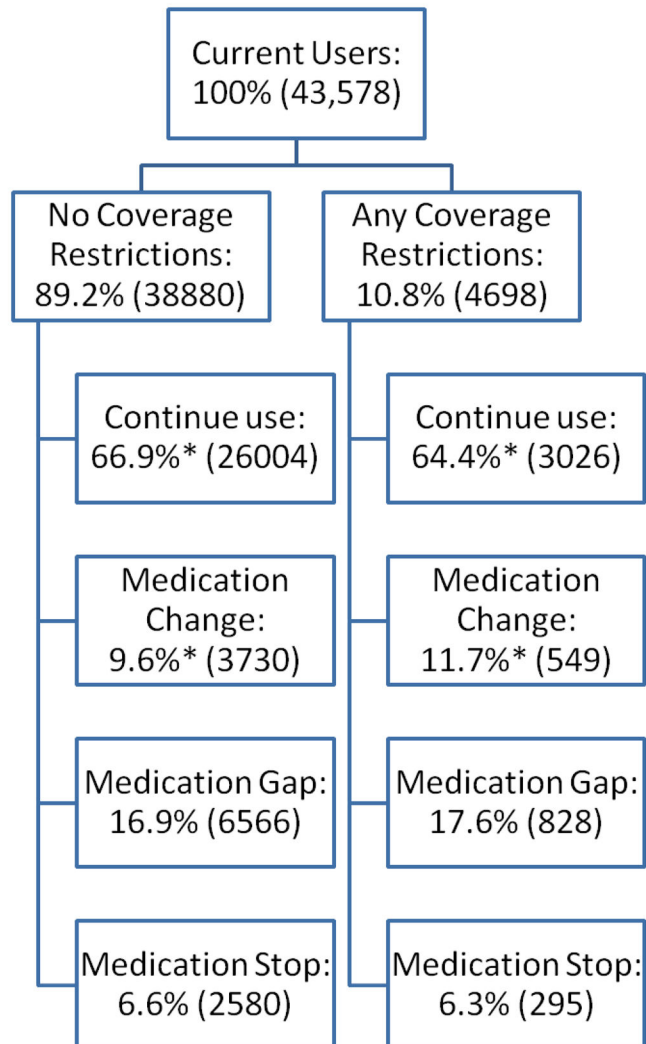 Current Users:
100% (43,578)
No Coverage
Restrictions:
89.2% (38880)
Any Coverage
Restrictions:
10.8% (4698)
Continue use:
66.9%* (26004)
Continue use:
64.4%* (3026)
Medication
Change:
9.6%* (3730)
Medication
Change:
11.7%* (549)
Medication Gap:
16.9% (6566)
Medication Gap:
17.6% (828)
Medication Stop:
6.6% (2580)
Medication Stop:
6.3% (295)